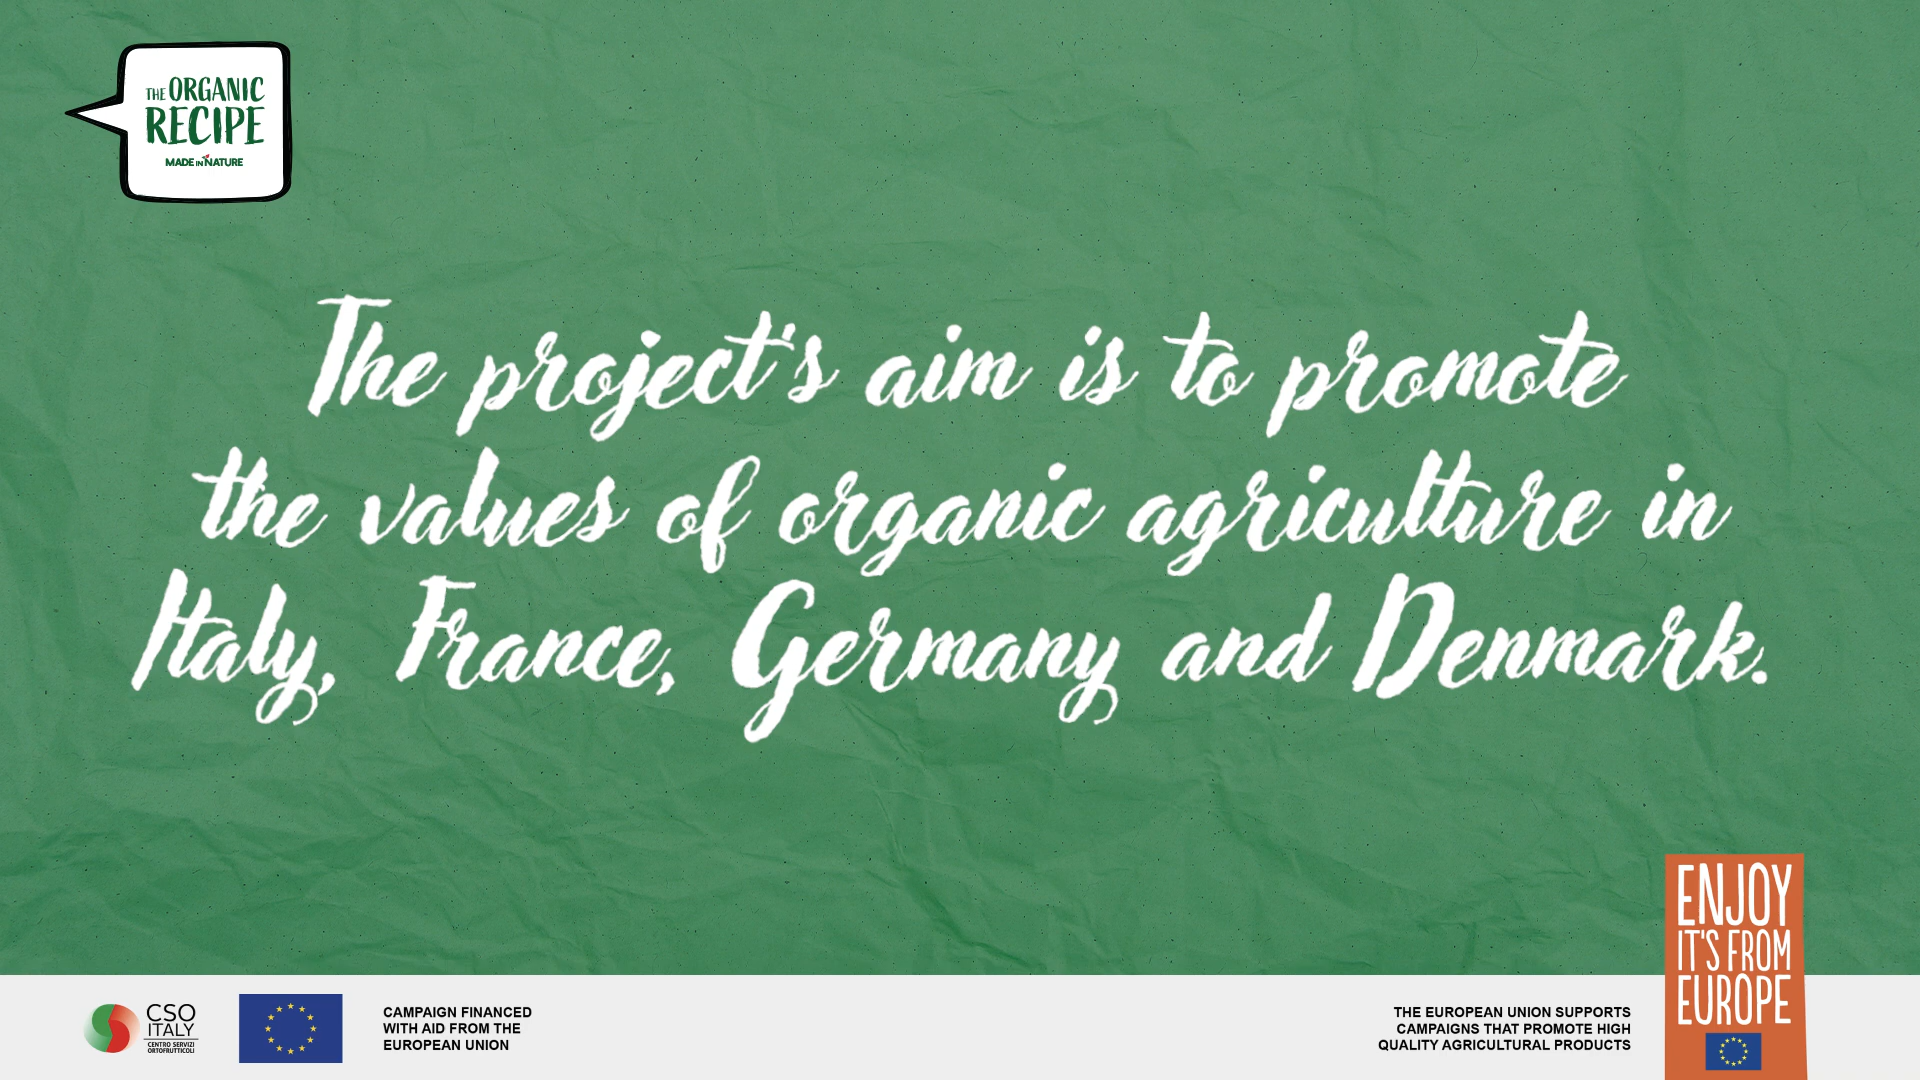 THE ORGANIC
RECIPE
MADE IN NATURE
The project's aim is to promote
the values of organic agriculture in
Italy, France, Germany and Denmark.
CSO
ITALY
CENTRO SERVIZI
ORTOFRUTTICOLI
CAMPAIGN FINANCED
WITH AID FROM THE
EUROPEAN UNION
THE EUROPEAN UNION SUPPORTS
CAMPAIGNS THAT PROMOTE HIGH
QUALITY AGRICULTURAL PRODUCTS
ENJOY
IT'S FROM
EUROPE